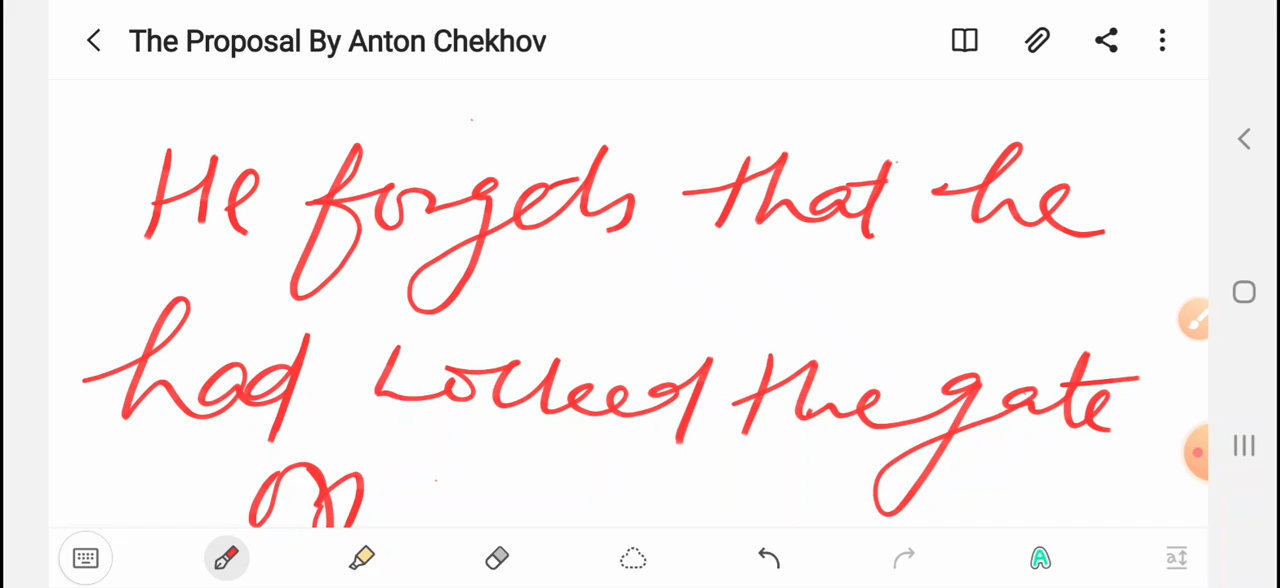 The Proposal By Anton Chekhov
He forgets that he
had Locked the gate